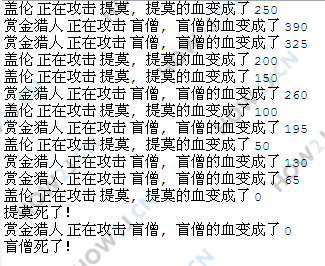 盖伦 正在攻击 提莫, 提莫的血变成了 250
赏金猎人 正在攻击 盲僧, 盲僧的血变成了 390
赏金猎人 正在攻击 盲僧, 盲僧的血变成了 325
盖伦 正在攻击 提莫, 提莫的血变成了 200
盖伦 正在攻击 提莫, 提莫的血变成了 150
赏金猎人 正在攻击 盲僧, 盲僧的血变成了 260
盖伦 正在攻击 提莫, 提莫的血变成了 100
赏金猎人 正在攻击 盲僧, 盲僧的血变成了 195
盖伦 正在攻击 提莫, 提莫的血变成了 50
赏金猎人 正在攻击 盲僧, 盲僧的血变成了 130
赏金猎人 正在攻击 盲僧, 盲僧的血变成了 65
盖伦 正在攻击 提莫, 提莫的血变成了 0
提莫死了!
赏金猎人 正在攻击 盲僧, 盲僧的血变成了 0
盲僧死了!